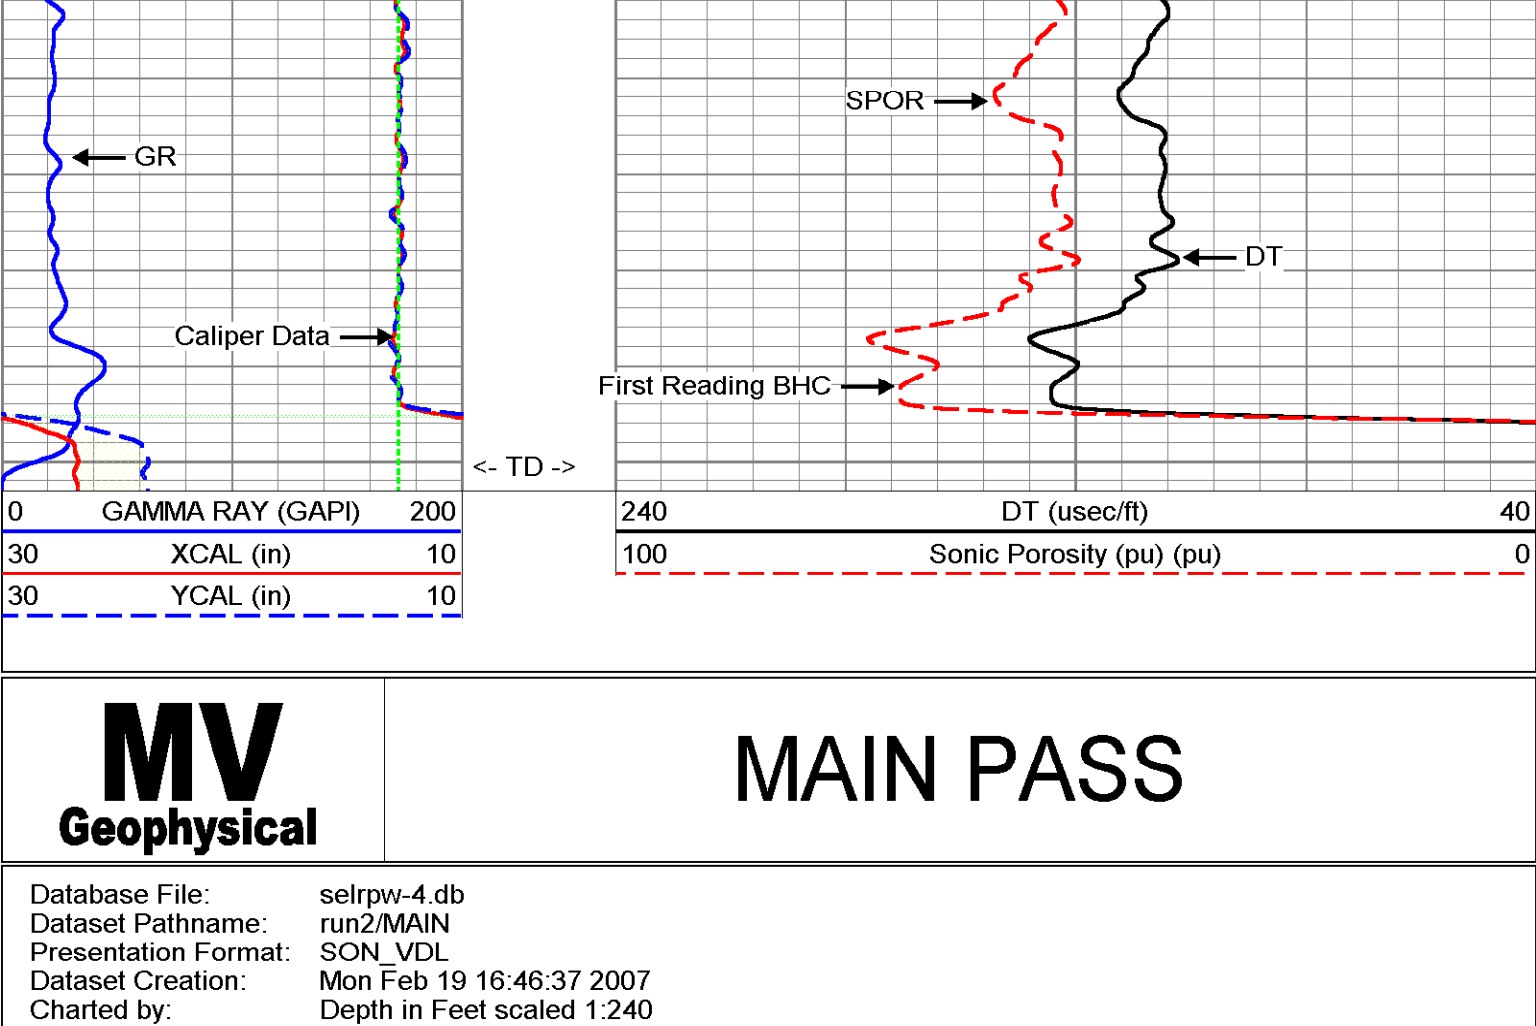 SPOR
GR
DT
Caliper Data
First Reading BHC
<- TD ->
0 GAMMA RAY (GAPI) 200
30 XCAL (in) 10
30 YCAL (in) 10
240 DT (usec/ft) 40
100 Sonic Porosity (pu) (pu) 0
MV
Geophysical
MAIN PASS
Database File: selrpw-4.db
Dataset Pathname: run2/MAIN
Presentation Format: SON_VDL
Dataset Creation: Mon Feb 19 16:46:37 2007
Charted by: Depth in Feet scaled 1:240